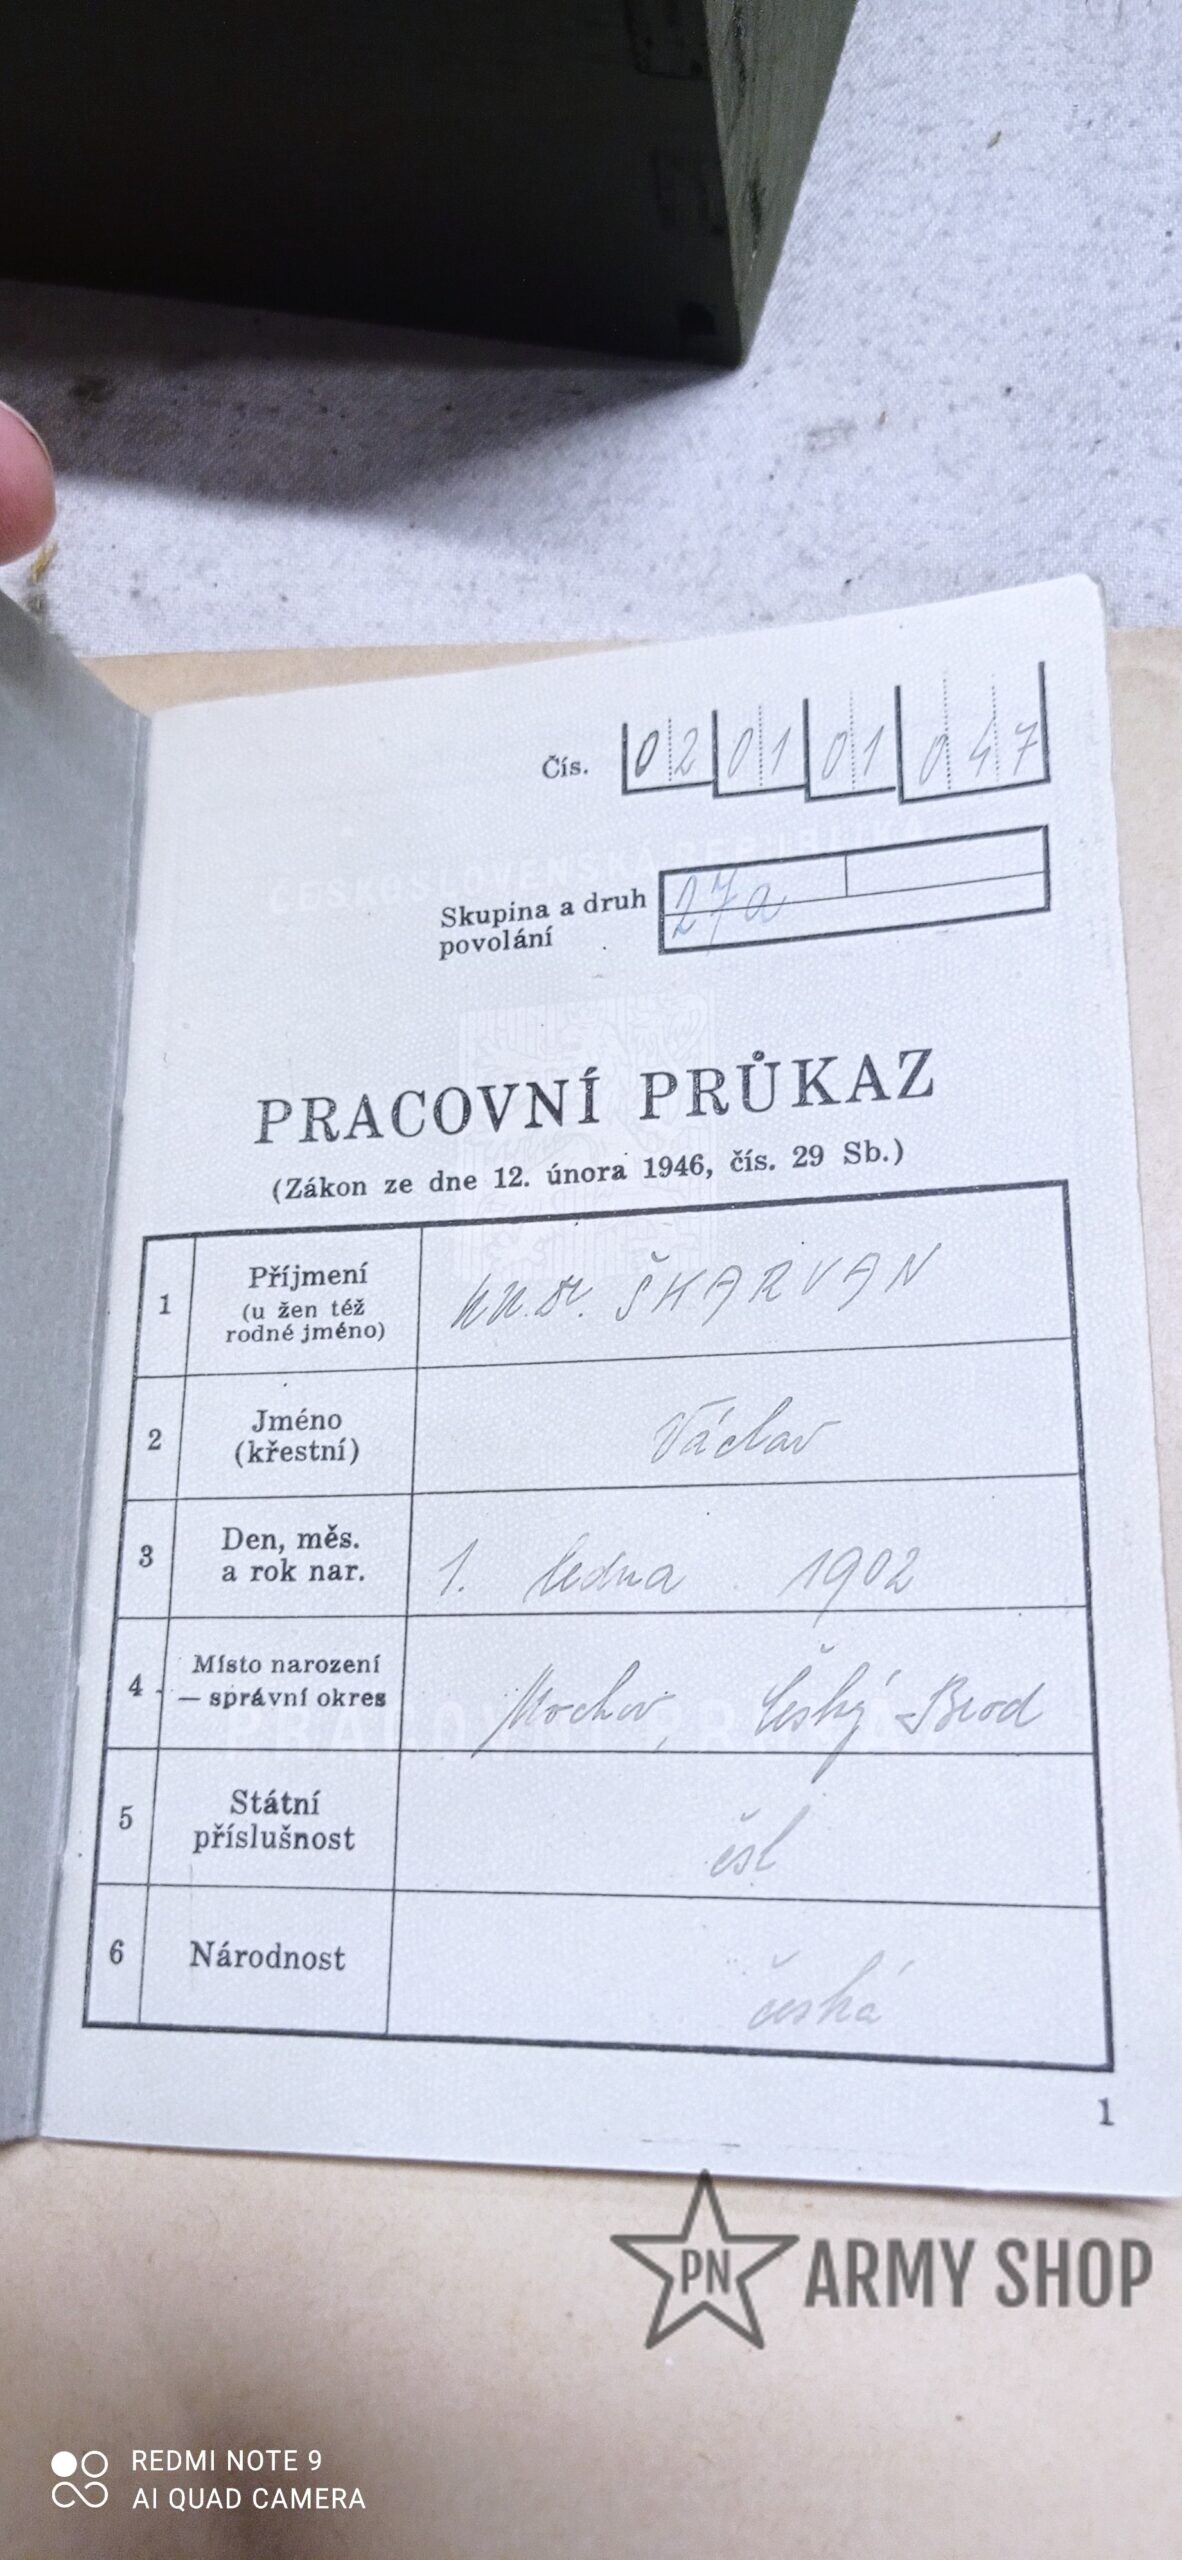 Čís. 02 01 01 047
ČESKOSLOVENSKÁ REPUBLIKA
Skupina a druh
povolání
27a
PRACOVNÍ PRŮKAZ
(Zákon ze dne 12. února 1946, čís. 29 Sb.)
1
Příjmení
(u žen též
rodné jméno)
ŠKARVAN
2
Jméno
(křestní)
Václav
3
Den, měs.
a rok nar.
1. ledna 1902
4
Místo narození
— správní okres
Mochov, Český Brod
PRACOVNÍ PRŮKAZ
5
Státní
příslušnost
čsl
6
Národnost
česká
1
PN ARMY SHOP
REDMI NOTE 9
AI QUAD CAMERA